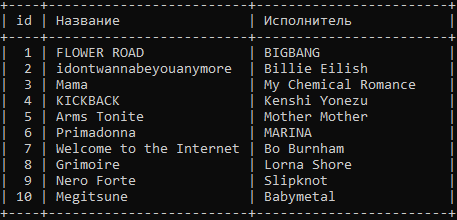 id | Название | Исполнитель
1 | FLOWER ROAD | BIGBANG
2 | idontwannabeyouanymore | Billie Eilish
3 | Mama | My Chemical Romance
4 | KICKBACK | Kenshi Yonezu
5 | Arms Tonite | Mother Mother
6 | Primadonna | MARINA
7 | Welcome to the Internet | Bo Burnham
8 | Grimoire | Lorna Shore
9 | Nero Forte | Slipknot
10 | Megitsune | Babymetal